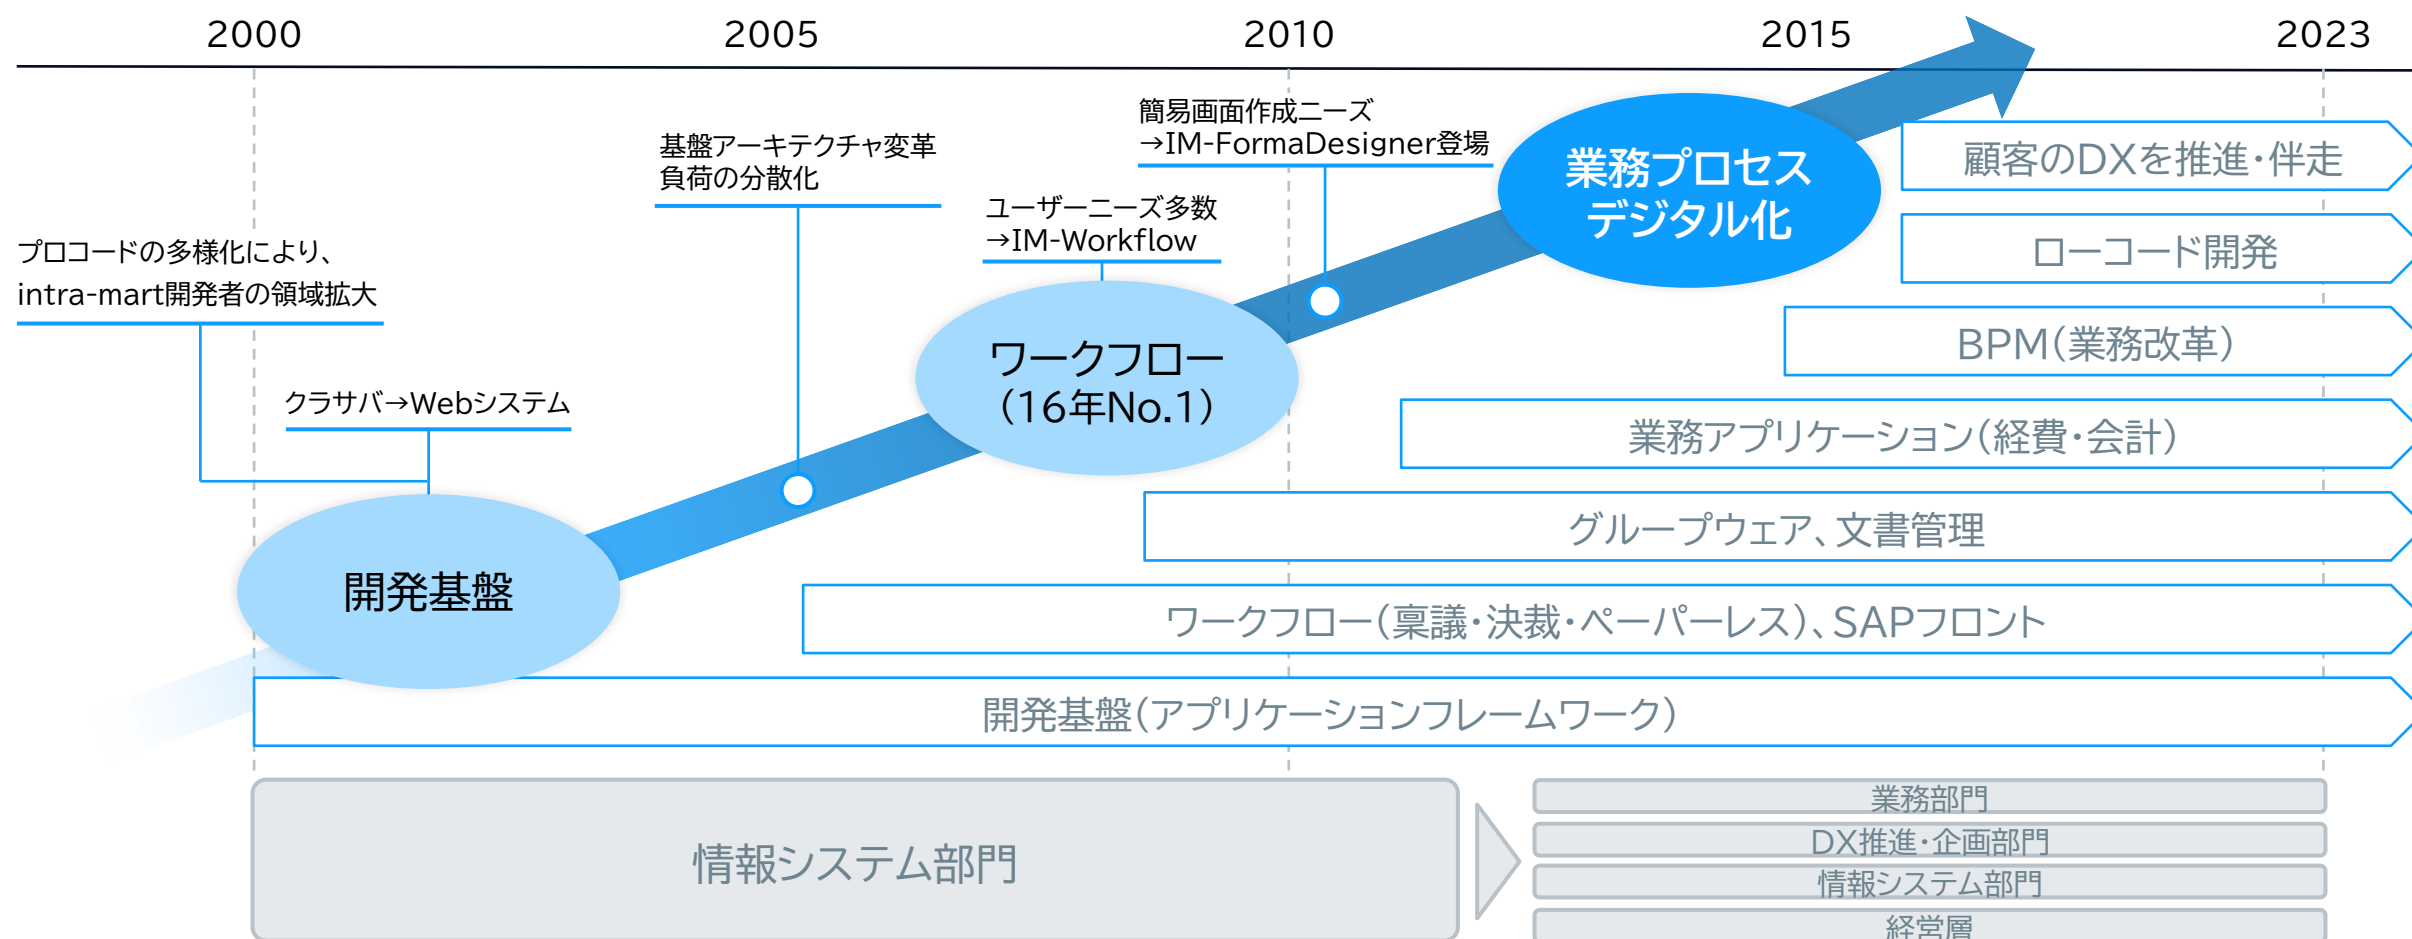 2000
2005
2010
2015
2023
簡易画面作成ニーズ
→IM-FormaDesigner登場
基盤アーキテクチャ変革
負荷の分散化
ユーザーニーズ多数
→IM-Workflow
プロコードの多様化により、
intra-mart開発者の領域拡大
クラサバ→Webシステム
業務プロセス
デジタル化
ワークフロー
(16年No.1)
開発基盤
顧客のDXを推進・伴走
ローコード開発
BPM(業務改革)
業務アプリケーション(経費・会計)
グループウェア、文書管理
ワークフロー(稟議・決裁・ペーパーレス)、SAPフロント
開発基盤(アプリケーションフレームワーク)
情報システム部門
業務部門
DX推進・企画部門
情報システム部門
経営層